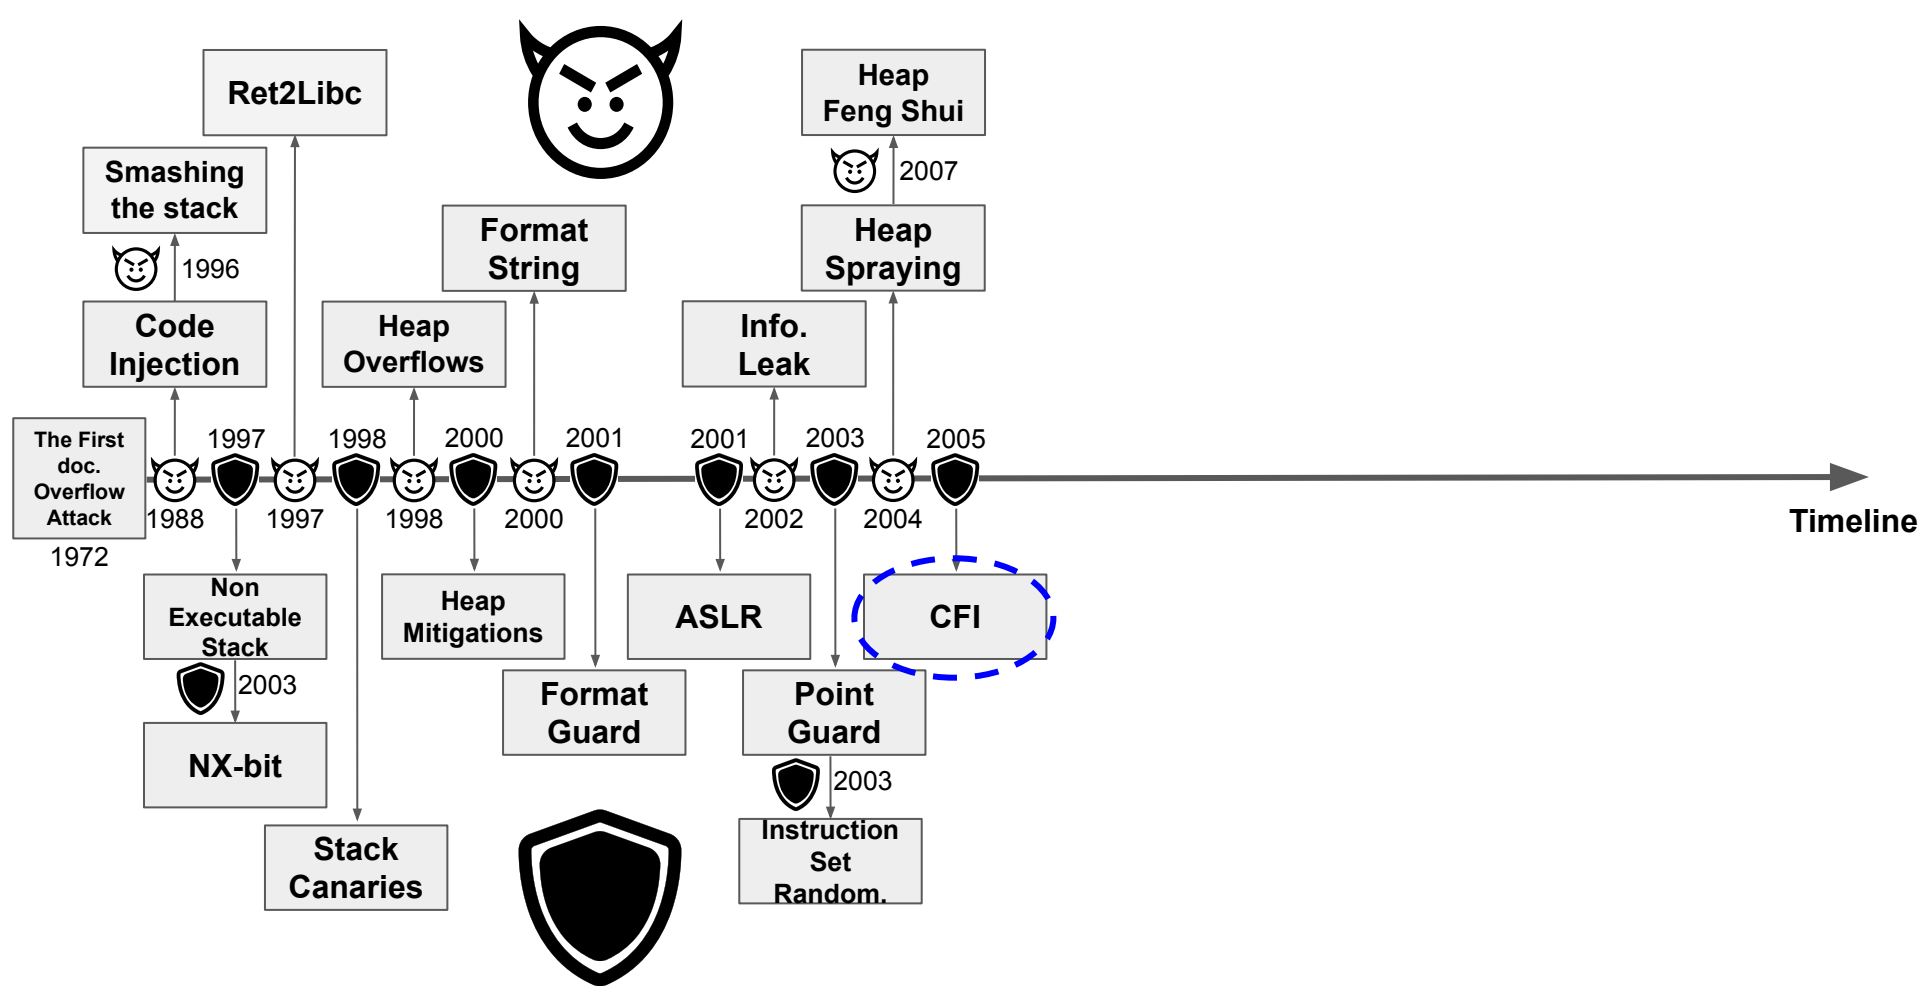 Ret2Libc
Heap
Feng Shui
Smashing
the stack
2007
Format
String
Heap
Spraying
1996
Code
Injection
Heap
Overflows
Info.
Leak
The First
doc.
Overflow
Attack
1972
1997
1998
2000
2001
2001
2003
2005
1988
1997
1998
2000
2002
2004
Timeline
Non
Executable
Stack
Heap
Mitigations
ASLR
CFI
2003
Format
Guard
Point
Guard
NX-bit
2003
Stack
Canaries
Instruction
Set
Random.